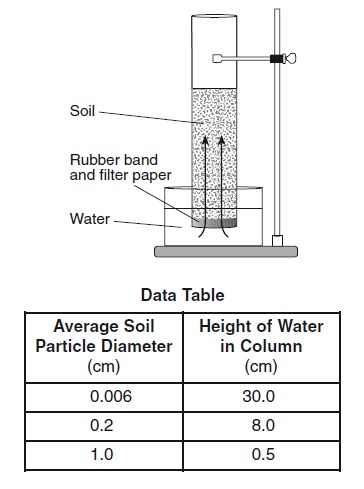 Soil
Rubber band
and filter paper
Water
Data Table
Average Soil
Particle Diameter
(cm)
Height of Water
in Column
(cm)
0.006
30.0
0.2
8.0
1.0
0.5